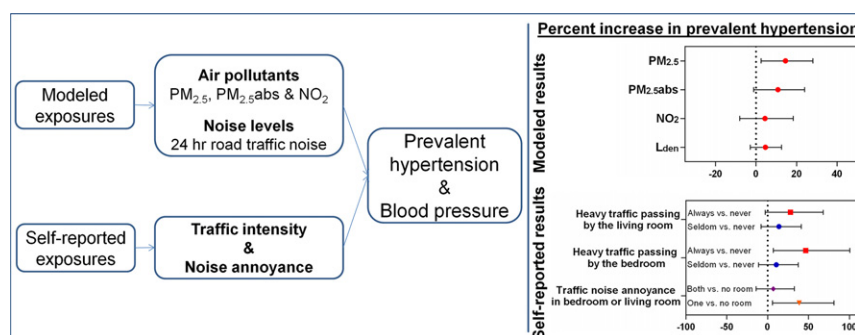 Modeled
exposures
Air pollutants
PM2.5, PM2.5abs & NO2
Noise levels
24 hr road traffic noise
Self-reported
exposures
Traffic intensity
&
Noise annoyance
Prevalent
hypertension
&
Blood pressure
Percent increase in prevalent hypertension
Modeled results
PM2.5
PM2.5abs
NO2
Lden
-20 0 20 40
Self-reported results
Heavy traffic passing
by the living room
Always vs. never
Seldom vs. never
Heavy traffic passing
by the bedroom
Always vs. never
Seldom vs. never
Traffic noise annoyance
in bedroom or living room
Both vs. no room
One vs. no room
-100 -50 0 50 100